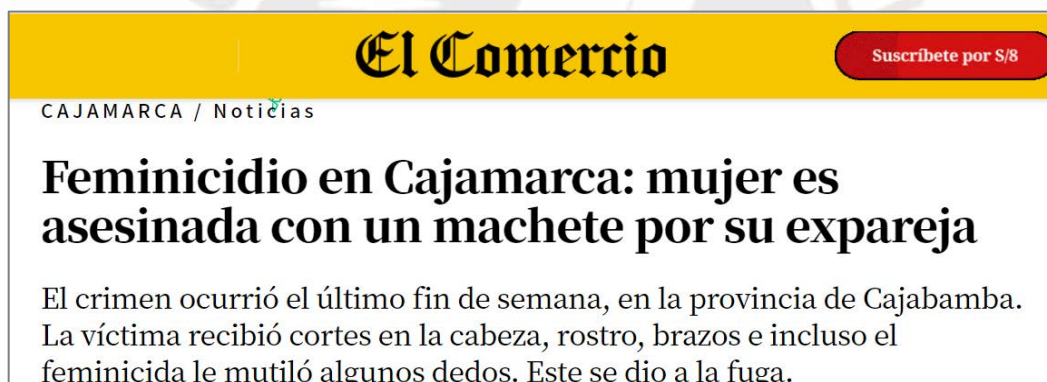 El Comercio
Suscríbete por S/8
CAJAMARCA / Noticias
Feminicidio en Cajamarca: mujer es
asesinada con un machete por su expareja
El crimen ocurrió el último fin de semana, en la provincia de Cajabamba.
La víctima recibió cortes en la cabeza, rostro, brazos e incluso el
feminicida le mutiló algunos dedos. Este se dio a la fuga.